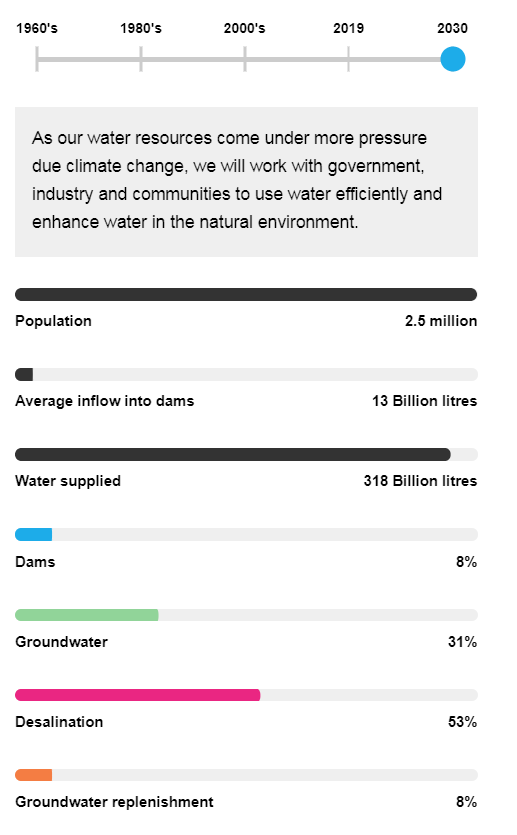 1960's 1980's 2000's 2019 2030
As our water resources come under more pressure
due climate change, we will work with government,
industry and communities to use water efficiently and
enhance water in the natural environment.
Population 2.5 million
Average inflow into dams 13 Billion litres
Water supplied 318 Billion litres
Dams 8%
Groundwater 31%
Desalination 53%
Groundwater replenishment 8%